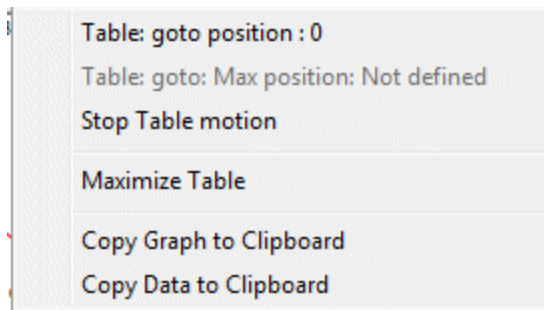 Table: goto position : 0
Table: goto: Max position: Not defined
Stop Table motion
Maximize Table
Copy Graph to Clipboard
Copy Data to Clipboard